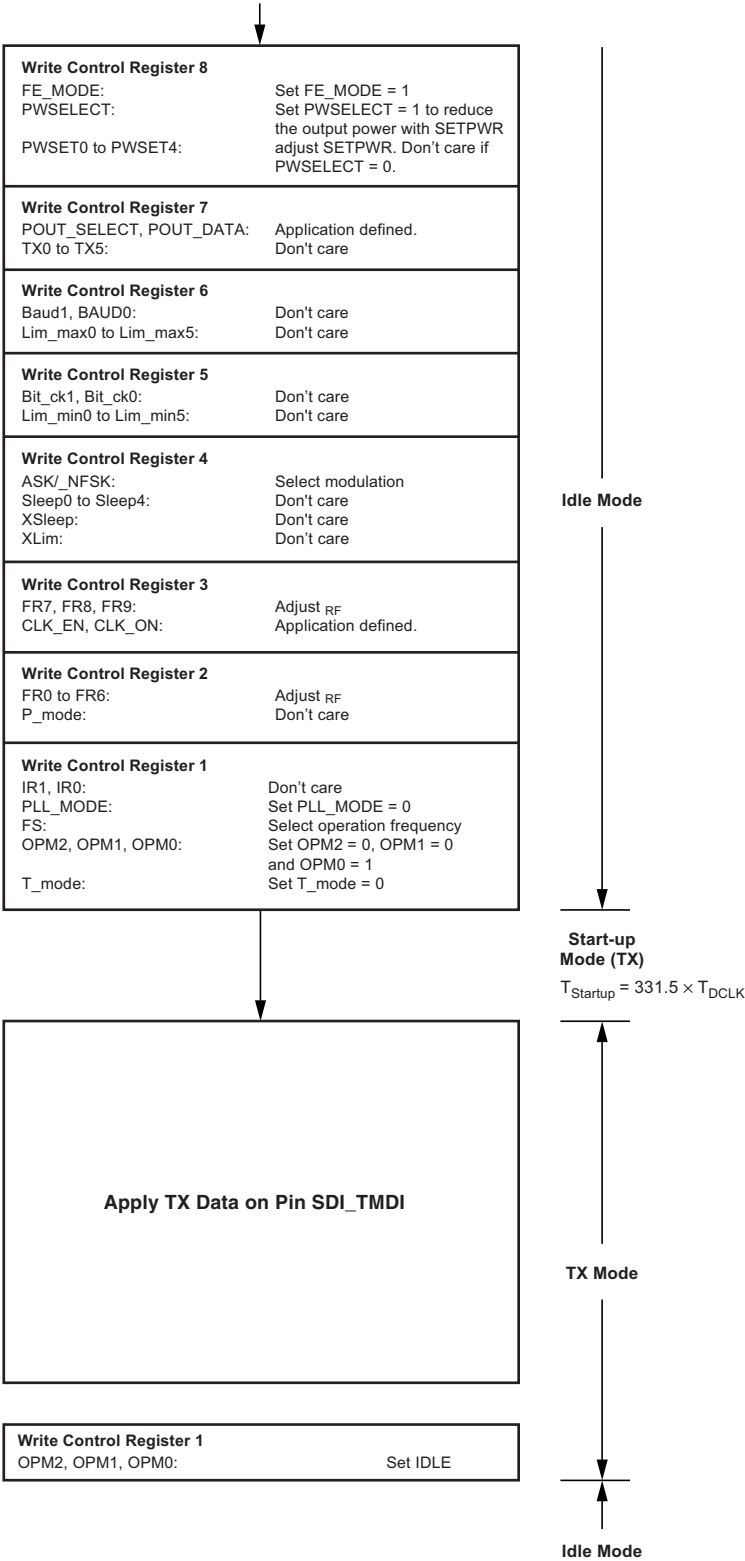 Write Control Register 8
FE_MODE: Set FE_MODE = 1
PWSELECT: Set PWSELECT = 1 to reduce
the output power with SETPWR
PWSET0 to PWSET4: adjust SETPWR. Don’t care if
PWSELECT = 0.
Write Control Register 7
POUT_SELECT, POUT_DATA: Application defined.
TX0 to TX5: Don't care
Write Control Register 6
Baud1, BAUD0: Don't care
Lim_max0 to Lim_max5: Don't care
Write Control Register 5
Bit_ck1, Bit_ck0: Don’t care
Lim_min0 to Lim_min5: Don't care
Write Control Register 4
ASK/_NFSK: Select modulation
Sleep0 to Sleep4: Don't care
XSleep: Don't care
XLim: Don’t care
Idle Mode
Write Control Register 3
FR7, FR8, FR9: Adjust RF
CLK_EN, CLK_ON: Application defined.
Write Control Register 2
FR0 to FR6: Adjust RF
P_mode: Don’t care
Write Control Register 1
IR1, IR0: Don’t care
PLL_MODE: Set PLL_MODE = 0
FS: Select operation frequency
OPM2, OPM1, OPM0: Set OPM2 = 0, OPM1 = 0
and OPM0 = 1
T_mode: Set T_mode = 0
Start-up
Mode (TX)
TStartup = 331.5 × TDCLK
Apply TX Data on Pin SDI_TMDI
TX Mode
Write Control Register 1
OPM2, OPM1, OPM0: Set IDLE
Idle Mode